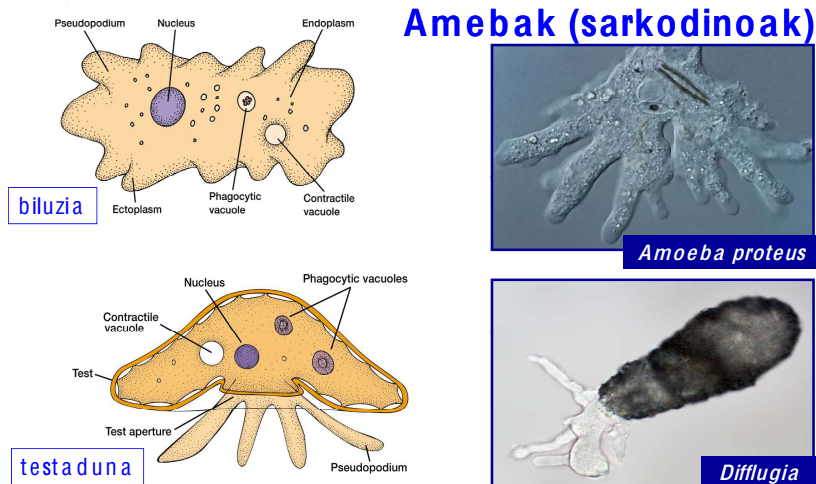 Amebak (sarkodinoak)
Pseudopodium
Nucleus
Endoplasm
Ectoplasm
Phagocytic
vacuole
Contractile
vacuole
biluzia
Amoeba proteus
Nucleus
Phagocytic vacuoles
Contractile
vacuole
Test
Test aperture
Pseudopodium
testaduna
Difflugia